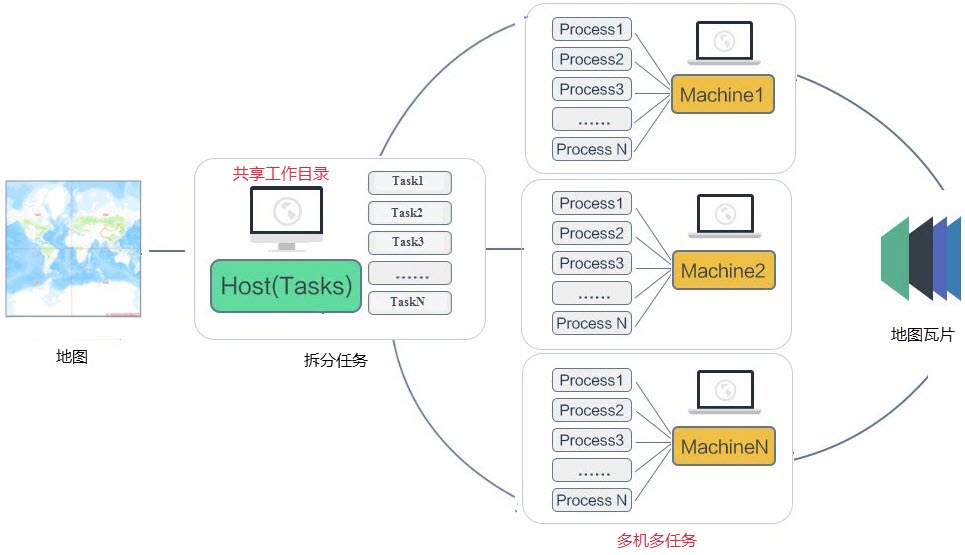 地图
共享工作目录
Host(Tasks)
Task1
Task2
Task3
......
TaskN
拆分任务
Process1
Process2
Process3
......
Process N
Machine1
Process1
Process2
Process3
......
Process N
Machine2
Process1
Process2
Process3
......
Process N
MachineN
多机多任务
地图瓦片